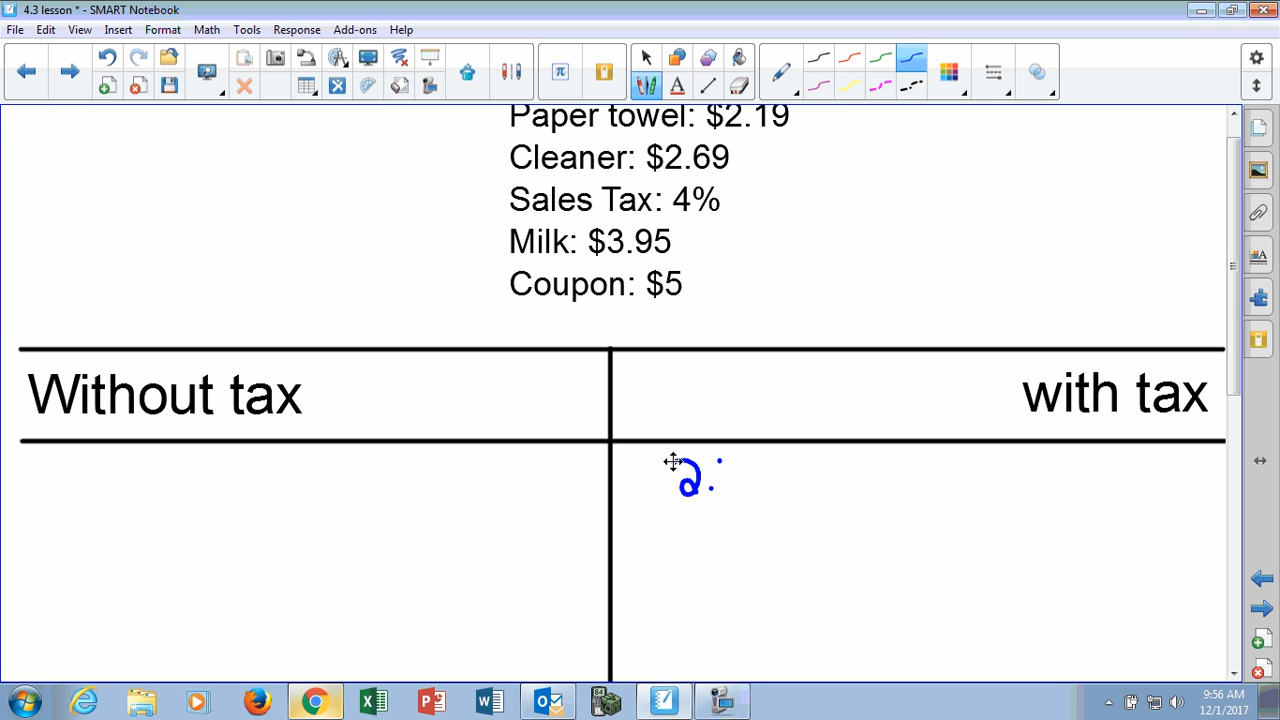 4.3 lesson * - SMART Notebook
File Edit View Insert Format Math Tools Response Add-ons Help
Paper towel: $2.19
Cleaner: $2.69
Sales Tax: 4%
Milk: $3.95
Coupon: $5
Without tax with tax
2.
9:56 AM
12/1/2017